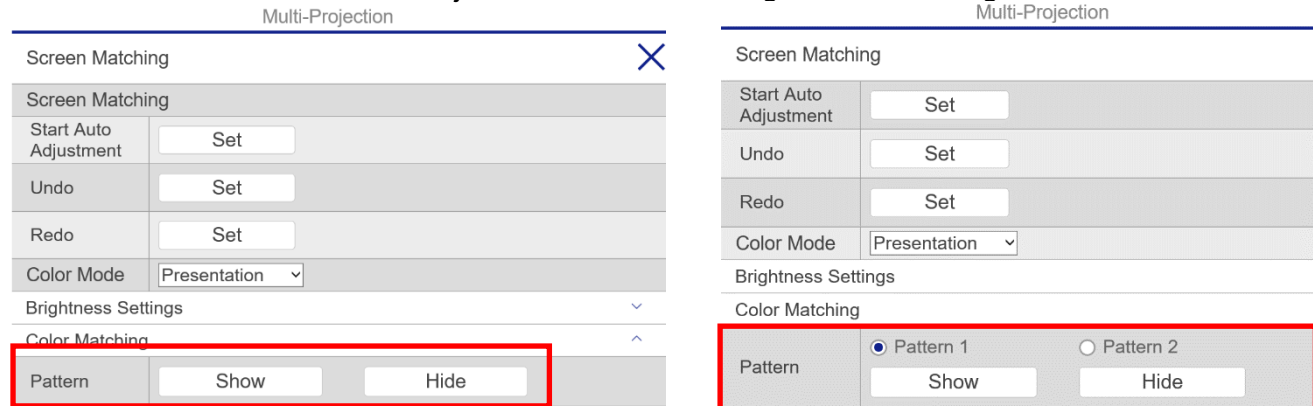 Multi-Projection
Screen Matching
Screen Matching
Start Auto
Adjustment
Set
Undo
Set
Redo
Set
Color Mode
Presentation
Brightness Settings
Color Matching
Pattern
Show
Hide
Multi-Projection
Screen Matching
Start Auto
Adjustment
Set
Undo
Set
Redo
Set
Color Mode
Presentation
Brightness Settings
Color Matching
Pattern
Pattern 1
Pattern 2
Show
Hide